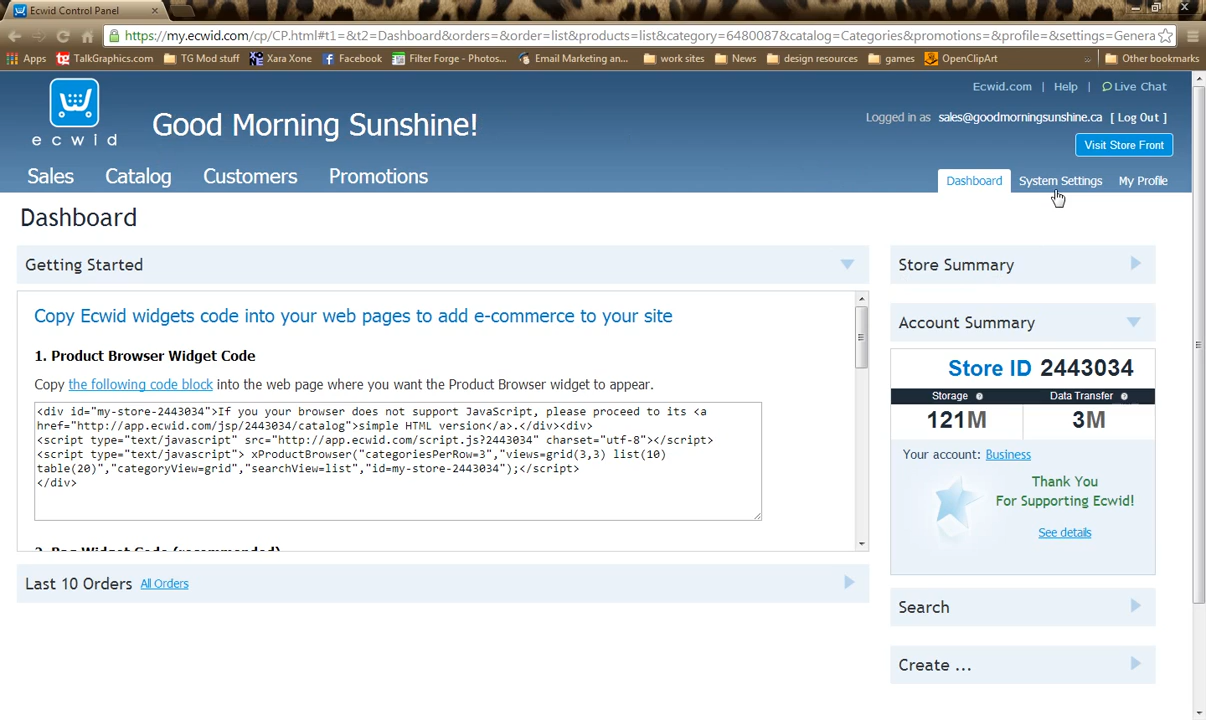 Ecwid Control Panel
https://my.ecwid.com/cp/CP.html#t1=&t2=Dashboard&orders=&order=list&products=list&category=6480087&catalog=Categories&promotions=&profile=&settings=Genera
Apps TalkGraphics.com TG Mod stuff Xara Xone Facebook Filter Forge - Photos... Email Marketing an... work sites News design resources games OpenClipArt » Other bookmarks
Ecwid.com | Help | Live Chat
ecwid
Good Morning Sunshine!
Logged in as sales@goodmorningsunshine.ca [ Log Out ]
Visit Store Front
Sales Catalog Customers Promotions
Dashboard System Settings My Profile
Dashboard
Getting Started
Copy Ecwid widgets code into your web pages to add e-commerce to your site
1. Product Browser Widget Code
Copy the following code block into the web page where you want the Product Browser widget to appear.
<div id="my-store-2443034">If you your browser does not support JavaScript, please proceed to its <a
href="http://app.ecwid.com/jsp/2443034/catalog">simple HTML version</a>.</div><div>
<script type="text/javascript" src="http://app.ecwid.com/script.js?2443034" charset="utf-8"></script>
<script type="text/javascript"> xProductBrowser("categoriesPerRow=3","views=grid(3,3) list(10)
table(20)","categoryView=grid","searchView=list","id=my-store-2443034");</script>
</div>
2. Bag Widget Code (recommended)
Last 10 Orders All Orders
Store Summary
Account Summary
Store ID 2443034
Storage Data Transfer
121M 3M
Your account: Business
Thank You
For Supporting Ecwid!
See details
Search
Create ...